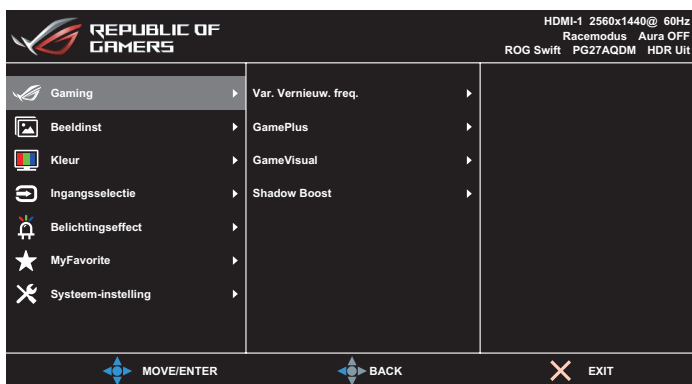 REPUBLIC OF
GAMERS
HDMI-1 2560x1440@ 60Hz
Racemodus Aura OFF
ROG Swift PG27AQDM HDR Uit
Gaming
Beeldinst
Kleur
Ingangsselectie
Belichtingseffect
MyFavorite
Systeem-instelling
Var. Vernieuw. freq.
GamePlus
GameVisual
Shadow Boost
MOVE/ENTER
BACK
EXIT